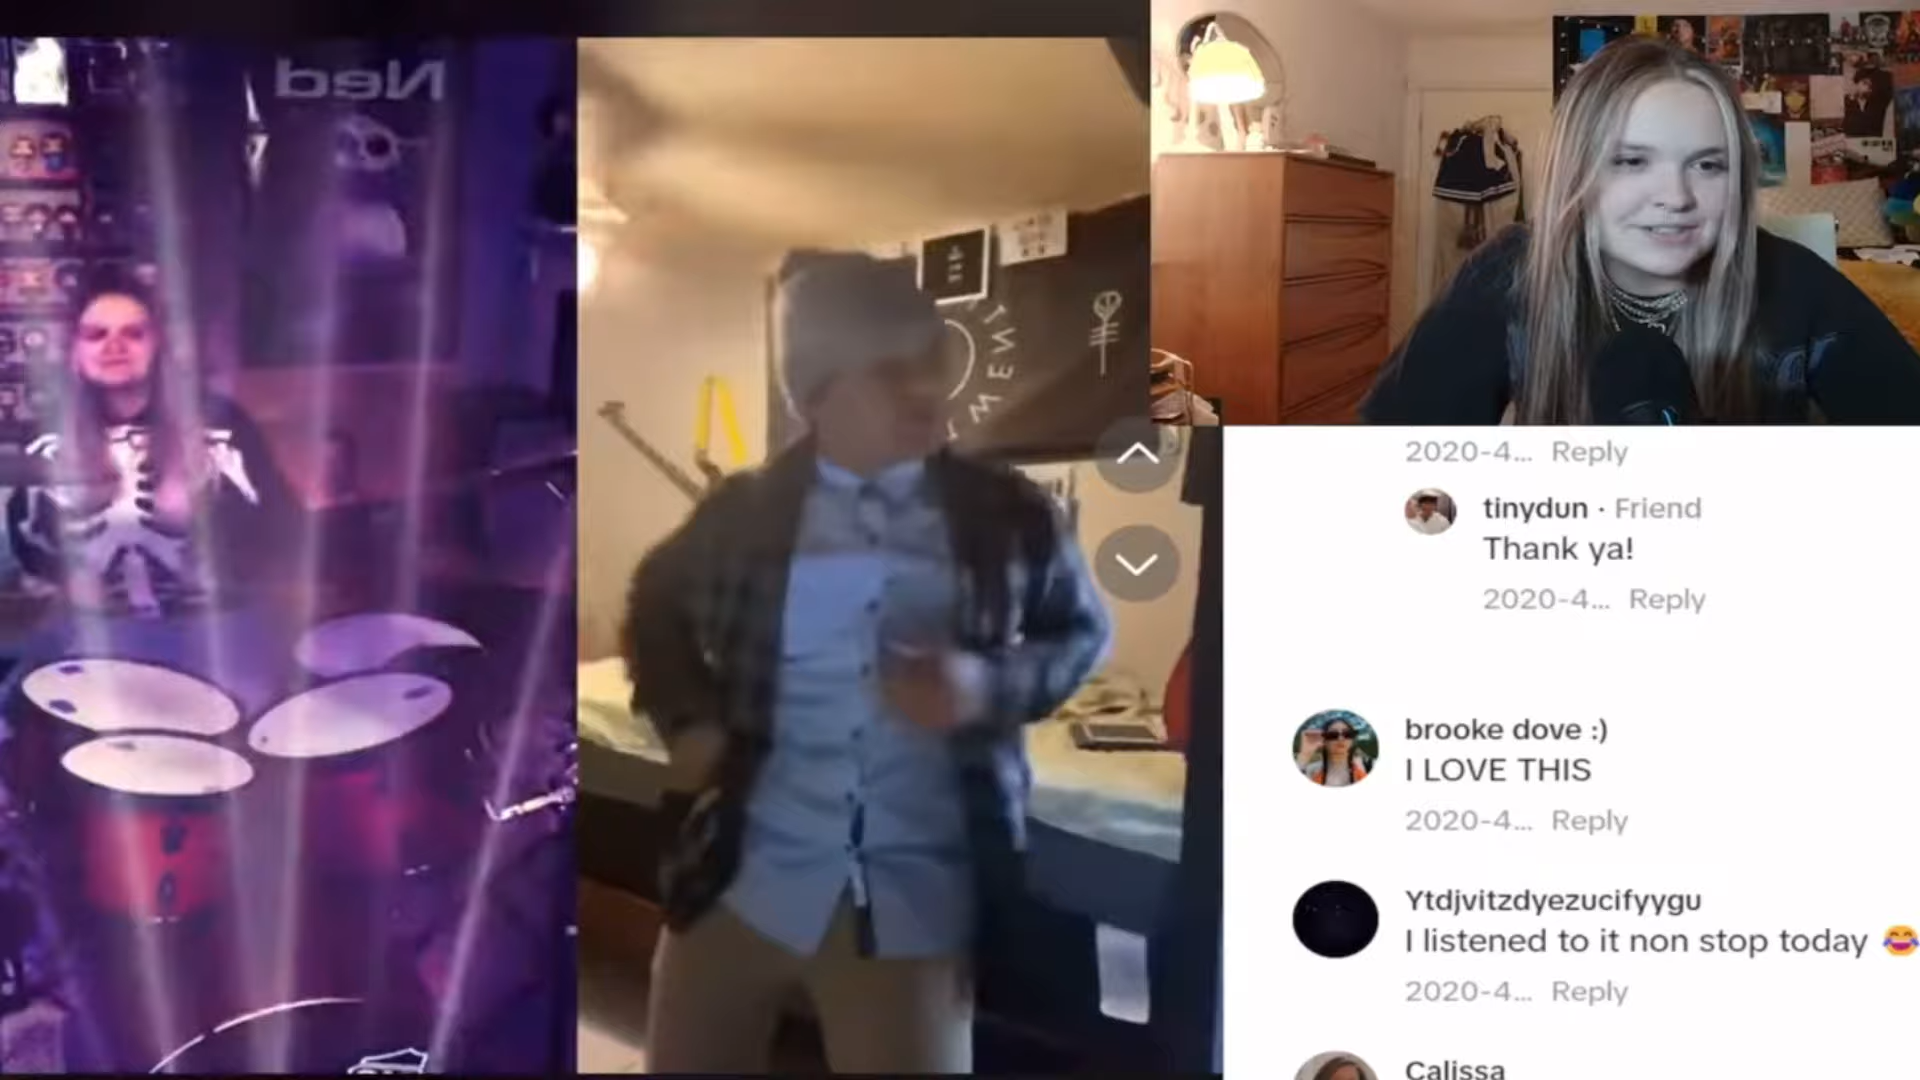 Ned
TWEN
2020-4... Reply
tinydun · Friend
Thank ya!
2020-4... Reply
brooke dove :)
I LOVE THIS
2020-4... Reply
Ytdjvitzdyezucifyygu
I listened to it non stop today 😂
2020-4... Reply
Calissa